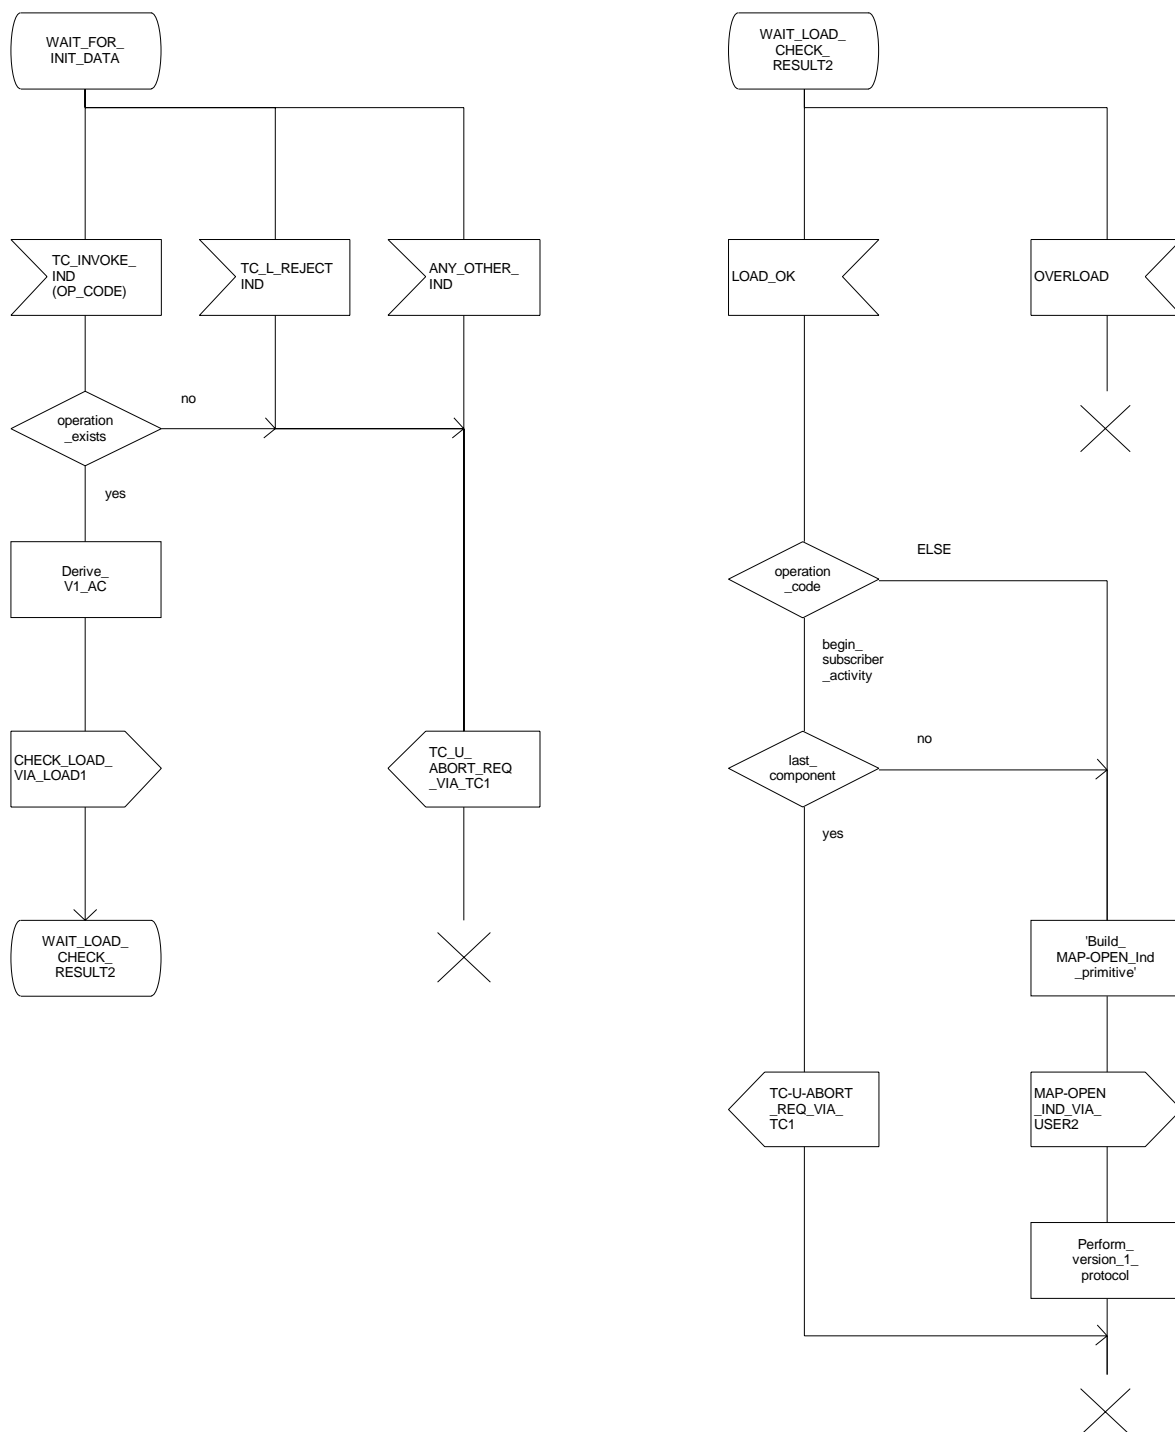 WAIT_FOR_
INIT_DATA
TC_INVOKE_
IND
(OP_CODE)
TC_L_REJECT
IND
ANY_OTHER_
IND
operation
_exists
no
yes
Derive_
V1_AC
CHECK_LOAD_
VIA_LOAD1
TC_U_
ABORT_REQ
_VIA_TC1
WAIT_LOAD_
CHECK_
RESULT2
WAIT_LOAD_
CHECK_
RESULT2
LOAD_OK
OVERLOAD
operation
_code
ELSE
begin_
subscriber
_activity
last_
component
no
yes
'Build_
MAP-OPEN_Ind
_primitive'
TC-U-ABORT
_REQ_VIA_
TC1
MAP-OPEN
_IND_VIA_
USER2
Perform_
version_1_
protocol